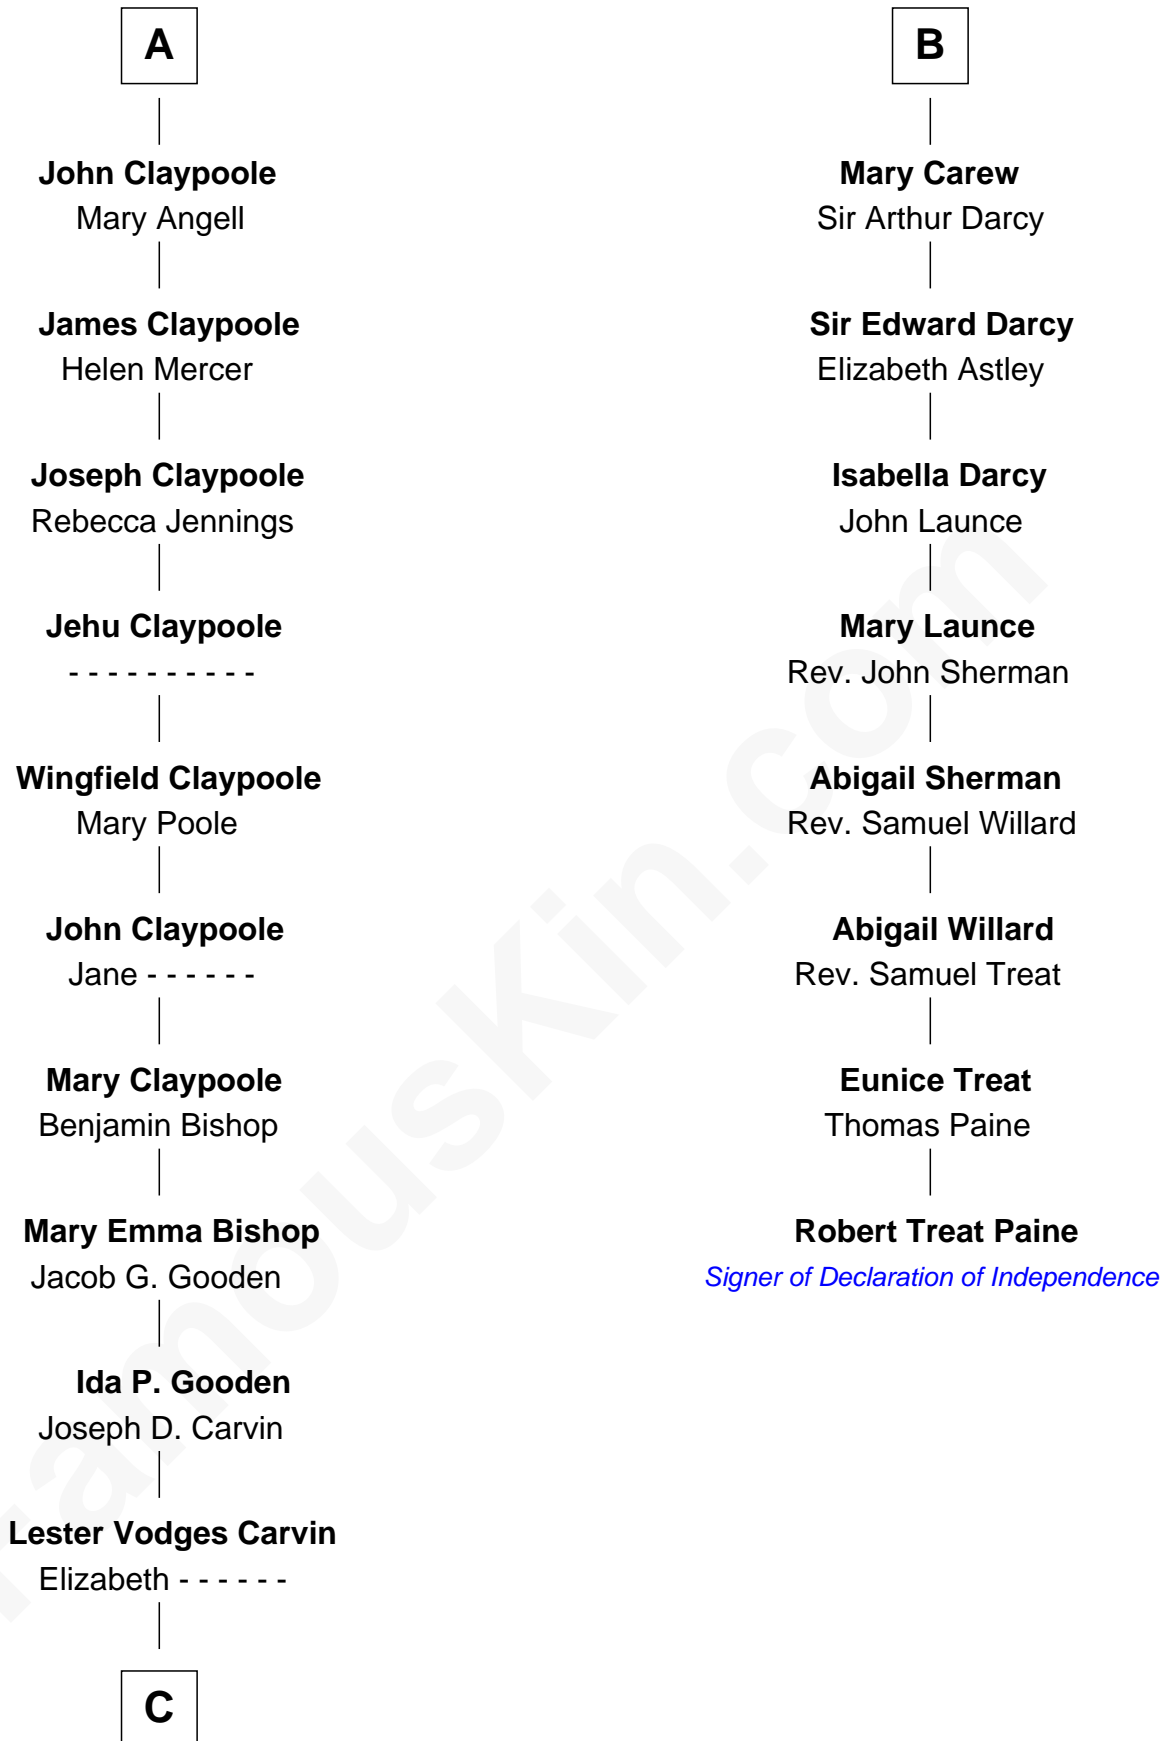 A
John Claypoole
Mary Angell
James Claypoole
Helen Mercer
Joseph Claypoole
Rebecca Jennings
Jehu Claypoole
- - - - - - - - - -
Wingfield Claypoole
Mary Poole
John Claypoole
Jane - - - - - -
Mary Claypoole
Benjamin Bishop
Mary Emma Bishop
Jacob G. Gooden
Ida P. Gooden
Joseph D. Carvin
Lester Vodges Carvin
Elizabeth - - - - - -
C
B
Mary Carew
Sir Arthur Darcy
Sir Edward Darcy
Elizabeth Astley
Isabella Darcy
John Launce
Mary Launce
Rev. John Sherman
Abigail Sherman
Rev. Samuel Willard
Abigail Willard
Rev. Samuel Treat
Eunice Treat
Thomas Paine
Robert Treat Paine
Signer of Declaration of Independence
FamousKin.com